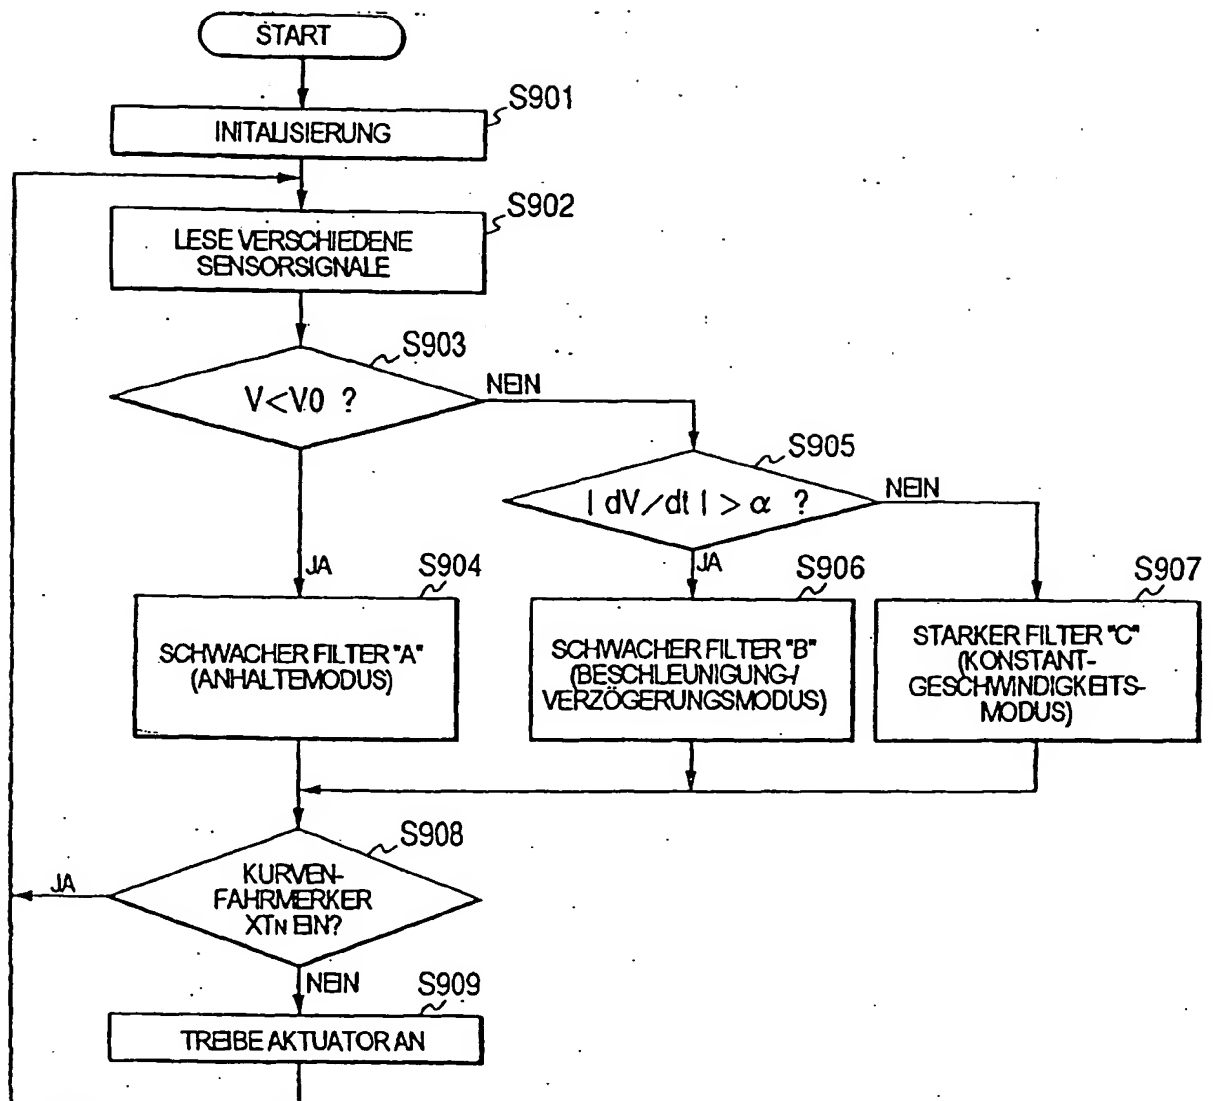 START
S901
INITALISIERUNG
S902
LESE VERSCHIEDENE
SENSORSIGNALE
S903
V<V0 ?
NEIN
S905
| dV/dt | > α ?
NEIN
JA
S904
JA
S906
S907
SCHWACHER FILTER "A"
(ANHALTEMODUS)
SCHWACHER FILTER "B"
(BESCHLEUNIGUNG-/
VERZÖGERUNGSMODUS)
STARKER FILTER "C"
(KONSTANT-
GESCHWINDIGKEITS-
MODUS)
S908
KURVEN-
FAHRMERKER
XTN EIN?
JA
NEIN
S909
TREIBE AKTUATOR AN